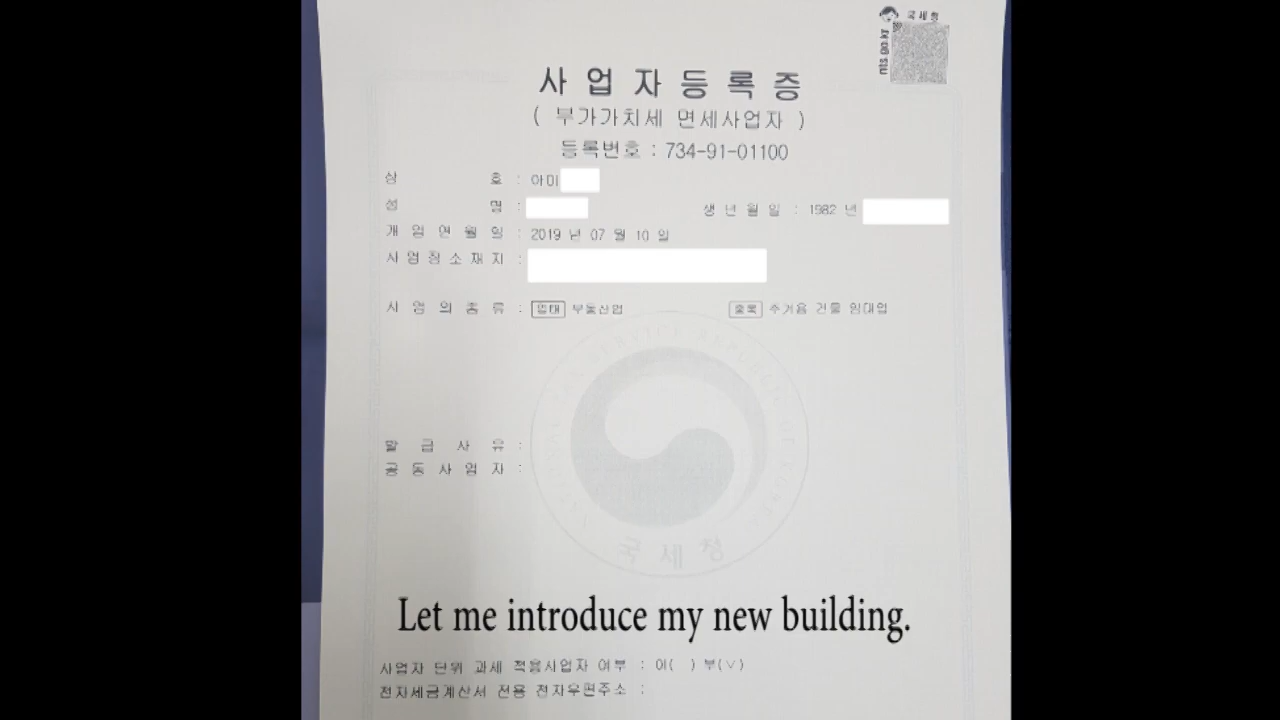 국세청
nts.go.kr
사업자등록증
( 부가가치세 면세사업자 )
등록번호 : 734-91-01100
상 호 : 아미
성 명 : 생년월일 : 1982 년
개업연월일 : 2019 년 07 월 10 일
사업장소재지 :
사업의종류 : 업태 부동산업 종목 주거용 건물 임대업
발급사유 :
공동사업자 :
국세청
Let me introduce my new building.
사업자 단위 과세 적용사업자 여부 : 여( ) 부(∨)
전자세금계산서 전용 전자우편주소 :